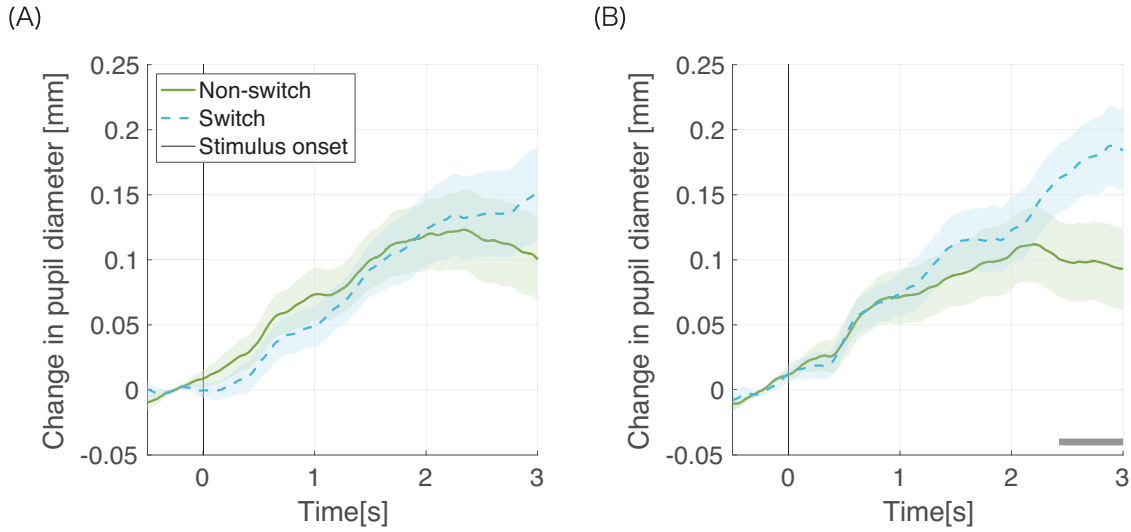 (A)
Change in pupil diameter [mm]
0.25
0.2
0.15
0.1
0.05
0
-0.05
Non-switch
Switch
Stimulus onset
0
1
2
3
Time[s]
(B)
Change in pupil diameter [mm]
0.25
0.2
0.15
0.1
0.05
0
-0.05
0
1
2
3
Time[s]